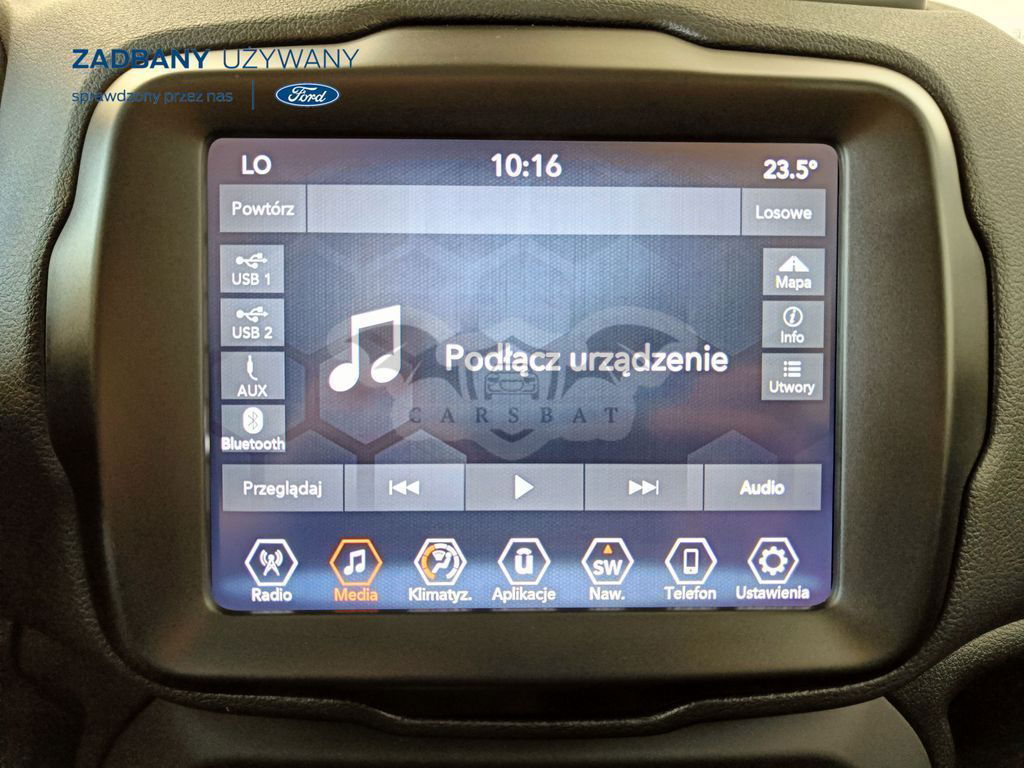 ZADBANY UŻYWANY
sprawdzony przez nas
Ford
LO 10:16 23.5°
Powtórz
Losowe
USB 1
USB 2
AUX
Bluetooth
Podłącz urządzenie
CARSBAT
Mapa
Info
Utwory
Przeglądaj
Audio
Radio
Media
Klimatyz.
u
Aplikacje
SW
Naw.
Telefon
Ustawienia